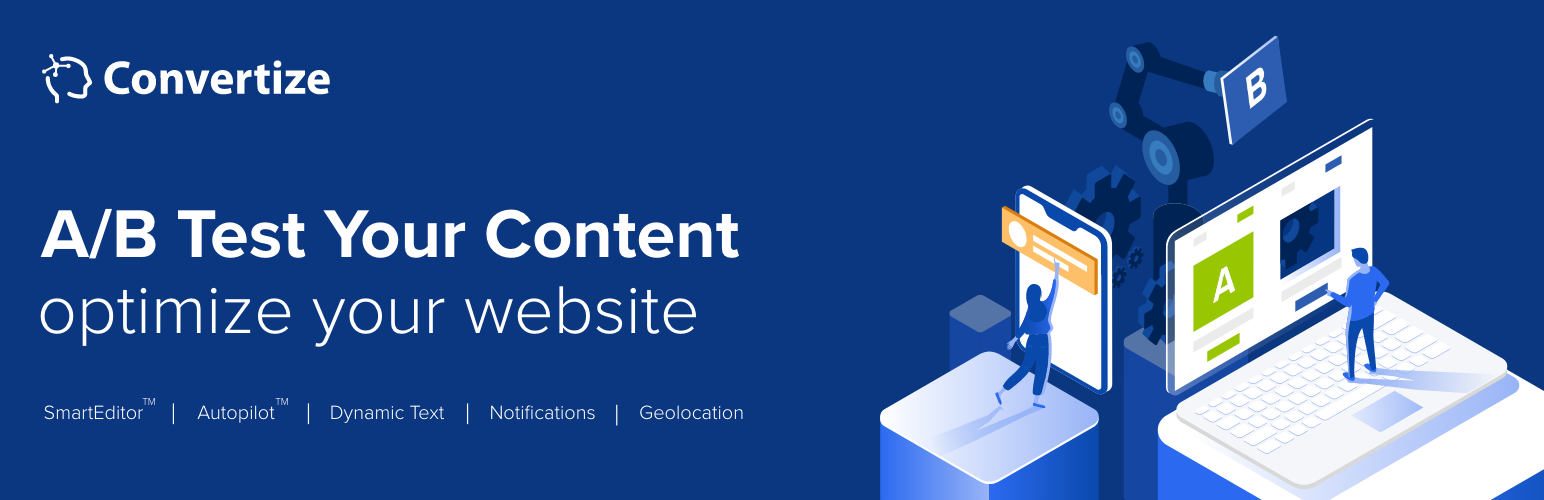 Convertize
A/B Test Your Content
optimize your website
SmartEditor™ | Autopilot™ | Dynamic Text | Notifications | Geolocation
B
A